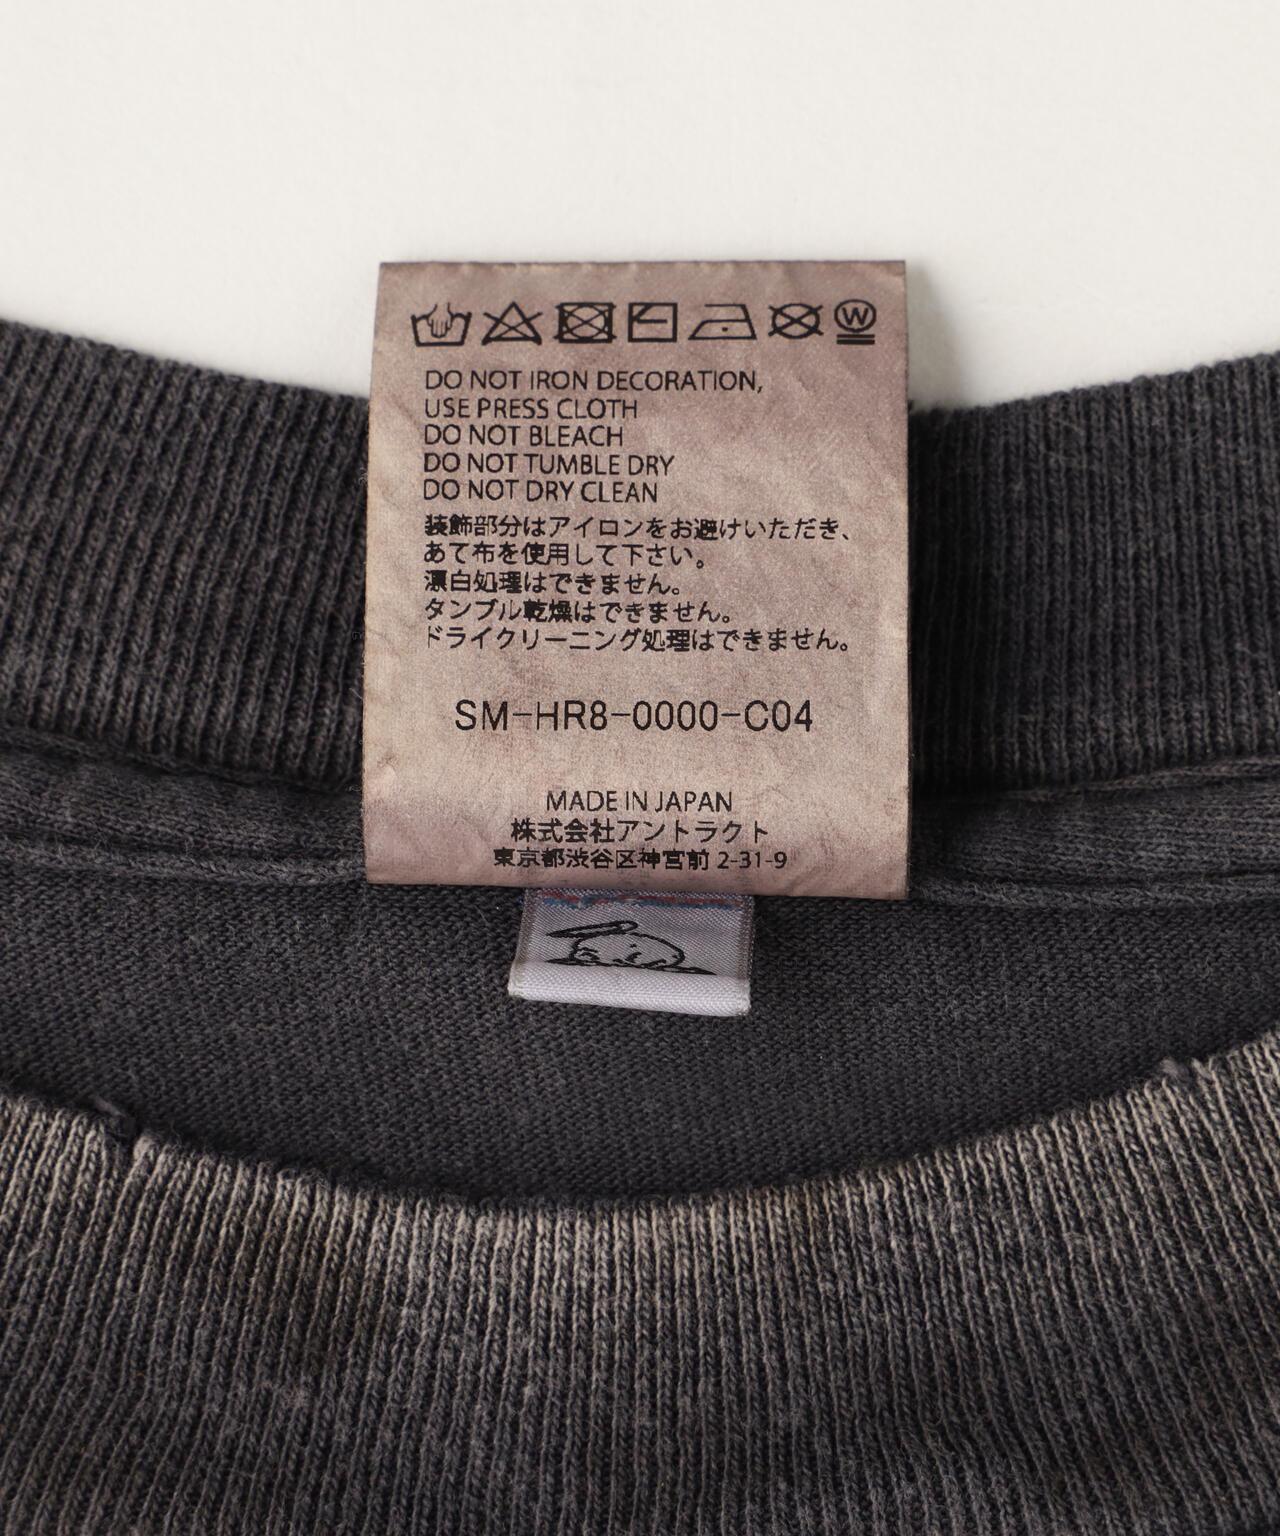 W
DO NOT IRON DECORATION,
USE PRESS CLOTH
DO NOT BLEACH
DO NOT TUMBLE DRY
DO NOT DRY CLEAN
装飾部分はアイロンをお避けいただき、
あて布を使用して下さい。
漂白処理はできません。
タンブル乾燥はできません。
ドライクリーニング処理はできません。
SM-HR8-0000-C04
MADE IN JAPAN
株式会社アントラクト
東京都渋谷区神宮前 2-31-9